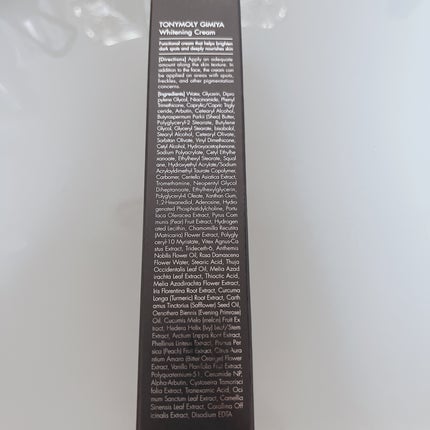 TONYMOLY GIMIYA
Whitening Cream
Functional cream that helps brighten
dark spots and deeply nourishes skin
[Directions] Apply an adequate
amount along the skin texture. In
addition to the face, the cream can
be applied on areas with spots,
freckles, and other pigmentation
concerns.
[Ingredients] Water, Glycerin, Dipro
pylene Glycol, Niacinamide, Phenyl
Trimethicone, Caprylic/Capric Trigly
ceride, Arbutin, Cetearyl Alcohol,
Butyrospermum Parkii (Shea) Butter,
Polyglyceryl-2 Stearate, Butylene
Glycol, Glyceryl Stearate, Bisabolol,
Stearyl Alcohol, Cetearyl Olivate,
Sorbitan Olivate, Vinyl Dimethicone,
Cetyl Alcohol, Hydroxyacetophenone,
Sodium Polyacrylate, Cetyl Ethylhe
xanoate, Ethylhexyl Stearate, Squal
ane, Hydroxyethyl Acrylate/Sodium
Acryloyldimethyl Taurate Copolymer,
Carbomer, Centella Asiatica Extract,
Tromethamine, Neopentyl Glycol
Diheptanoate, Ethylhexylglycerin,
Polyglyceryl-4 Oleate, Xanthan Gum,
1,2-Hexanediol, Adenosine, Hydro
genated Phosphatidylcholine, Portu
laca Oleracea Extract, Pyrus Com
munis (Pear) Fruit Extract, Hydrogen
ated Lecithin, Chamomilla Recutita
(Matricaria) Flower Extract, Polygly
ceryl-10 Myristate, Vitex Agnus-Ca
stus Extract, Trideceth-6, Anthemis
Nobilis Flower Oil, Rosa Damascena
Flower Water, Stearic Acid, Thuja
Occidentalis Leaf Oil, Melia Azad
irachta Leaf Extract, Thioctic Acid,
Melia Azadirachta Flower Extract,
Iris Florentina Root Extract, Curcuma
Longa (Turmeric) Root Extract, Carth
amus Tinctorius (Safflower) Seed Oil,
Oenothera Biennis (Evening Primrose)
Oil, Cucumis Melo (Melon) Fruit Ex
tract, Hedera Helix (Ivy) Leaf/Stem
Extract, Arctium Lappa Root Extract,
Phellinus Linteus Extract, Prunus Per
sica (Peach) Fruit Extract, Citrus Aura
ntium Amara (Bitter Orange) Flower
Extract, Vanilla Planifolia Fruit Extract,
Polyquaternium-51, Ceramide NP,
Alpha-Arbutin, Cystoseira Tamarisci
folia Extract, Tranexamic Acid, Oci
mum Sanctum Leaf Extract, Camellia
Sinensis Leaf Extract, Corallina Off
icinalis Extract, Disodium EDTA